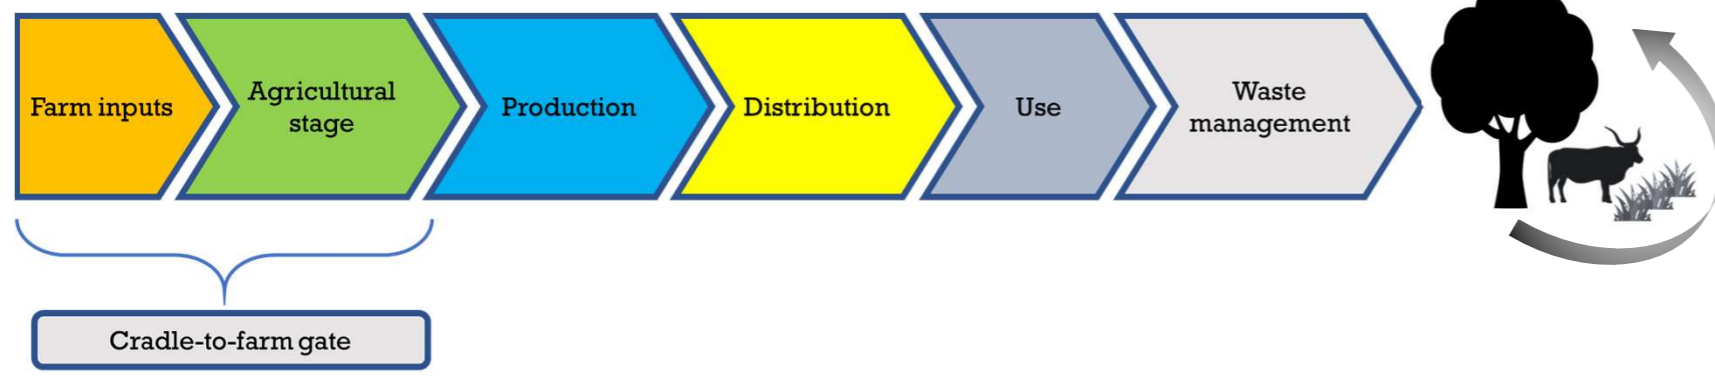 Farm inputs
Agricultural
stage
Production
Distribution
Use
Waste
management
Cradle-to-farm gate